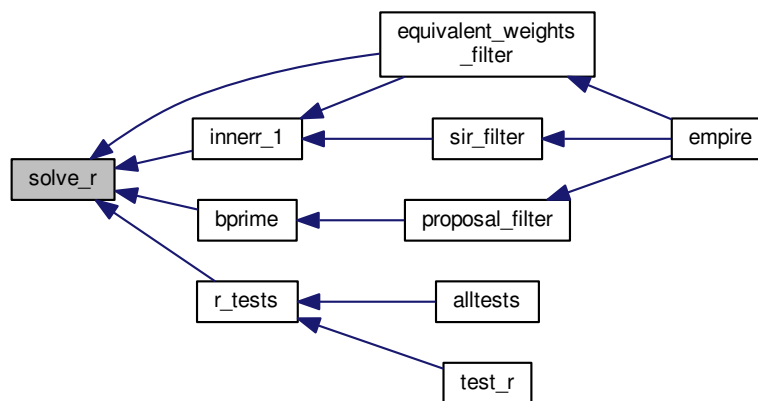 equivalent_weights
_filter
innerr_1
sir_filter
empire
solve_r
bprime
proposal_filter
r_tests
alltests
test_r